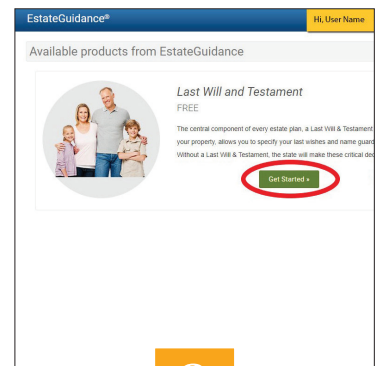 EstateGuidance®
Hi, User Name
Available products from EstateGuidance
Last Will and Testament
FREE
The central component of every estate plan, a Last Will & Testament
your property, allows you to specify your last wishes and name guard
Without a Last Will & Testament, the state will make these critical dec
Get Started »